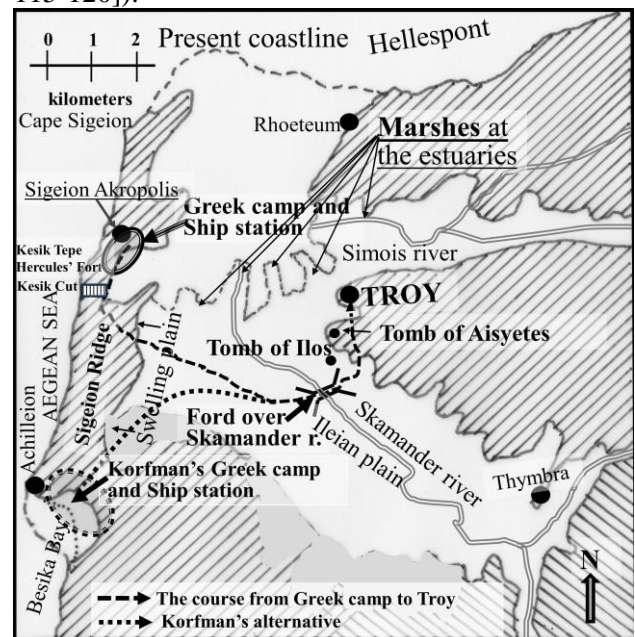 115-120]).
Present coastline
Hellespont
0 1 2
kilometers
Cape Sigeion
Rhoeteum
Marshes at
the estuaries
Sigeion Akropolis
Greek camp and
Ship station
Kesik Tepe
Hercules' Fort
Kesik Cut
Simois river
TROY
Tomb of Aisyetes
Tomb of Ilos
AEGEAN SEA
Sigeion Ridge
Swelling plain
Ford over
Skamander r.
Skamander river
Ileian plain
Achilleion
Korfman's Greek camp
and Ship station
Thymbra
Besika Bay
N
The course from Greek camp to Troy
Korfman's alternative